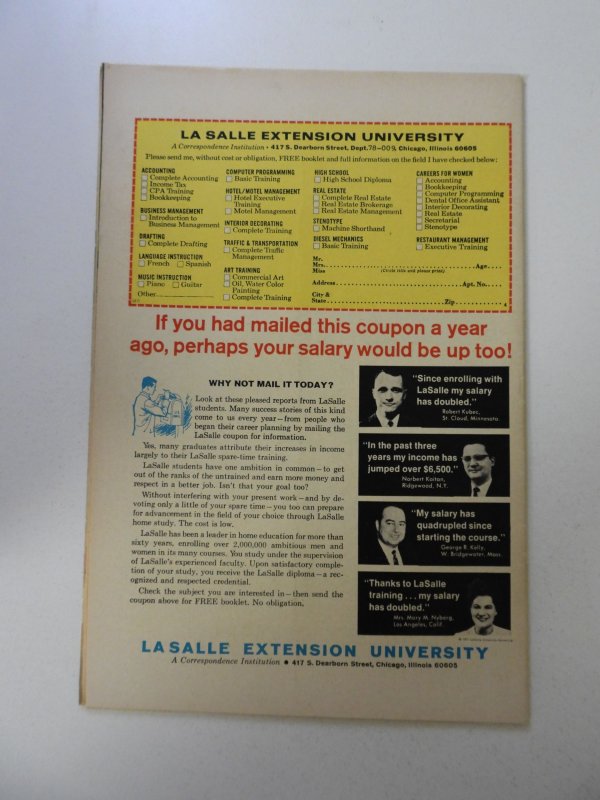 LA SALLE EXTENSION UNIVERSITY
A Correspondence Institution • 417 S. Dearborn Street, Dept. 78-009, Chicago, Illinois 60605
Please send me, without cost or obligation, FREE booklet and full information on the field I have checked below:
ACCOUNTING
Complete Accounting
Income Tax
CPA Training
Bookkeeping
BUSINESS MANAGEMENT
Introduction to
Business Management
DRAFTING
Complete Drafting
LANGUAGE INSTRUCTION
French Spanish
MUSIC INSTRUCTION
Piano Guitar
Other
COMPUTER PROGRAMMING
Basic Training
HOTEL/MOTEL MANAGEMENT
Hotel Executive
Training
Motel Management
INTERIOR DECORATING
Complete Training
TRAFFIC & TRANSPORTATION
Complete Traffic
Management
ART TRAINING
Commercial Art
Oil, Water Color
Painting
Complete Training
HIGH SCHOOL
High School Diploma
REAL ESTATE
Complete Real Estate
Real Estate Brokerage
Real Estate Management
STENOTYPE
Machine Shorthand
DIESEL MECHANICS
Basic Training
CAREERS FOR WOMEN
Accounting
Bookkeeping
Computer Programming
Dental Office Assistant
Interior Decorating
Real Estate
Secretarial
Stenotype
RESTAURANT MANAGEMENT
Executive Training
Mr.
Mrs. Age
Miss (Circle title and please print)
Address Apt. No.
City &
State Zip
If you had mailed this coupon a year
ago, perhaps your salary would be up too!
WHY NOT MAIL IT TODAY?
Look at these pleased reports from LaSalle
students. Many success stories of this kind
come to us every year—from people who
began their career planning by mailing the
LaSalle coupon for information.
Yes, many graduates attribute their increases in income
largely to their LaSalle spare-time training.
LaSalle students have one ambition in common—to get
out of the ranks of the untrained and earn more money and
respect in a better job. Isn't that your goal too?
Without interfering with your present work—and by de-
voting only a little of your spare time—you too can prepare
for advancement in the field of your choice through LaSalle
home study. The cost is low.
LaSalle has been a leader in home education for more than
sixty years, enrolling over 2,000,000 ambitious men and
women in its many courses. You study under the supervision
of LaSalle's experienced faculty. Upon satisfactory comple-
tion of your study, you receive the LaSalle diploma—a rec-
ognized and respected credential.
Check the subject you are interested in—then send the
coupon above for FREE booklet. No obligation.
"Since enrolling with
LaSalle my salary
has doubled."
Robert Kubec,
St. Cloud, Minnesota.
"In the past three
years my income has
jumped over $6,500."
Norbert Kaitan,
Ridgewood, N.Y.
"My salary has
quadrupled since
starting the course."
George R. Kelly,
W. Bridgewater, Mass.
"Thanks to LaSalle
training . . . my salary
has doubled."
Mrs. Mary M. Nyberg,
Los Angeles, Calif.
LA SALLE EXTENSION UNIVERSITY
A Correspondence Institution • 417 S. Dearborn Street, Chicago, Illinois 60605